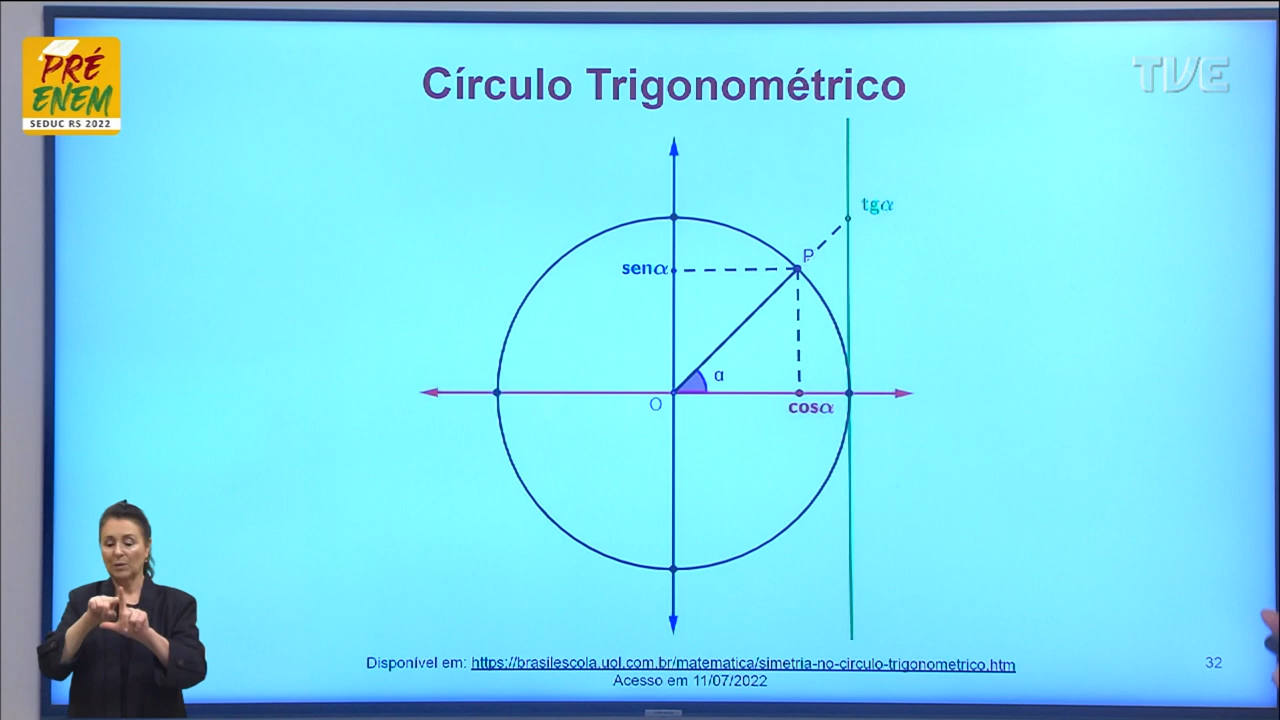 PRÉ
ENEM
SEDUC RS 2022
TVE
Círculo Trigonométrico
tgα
P
senα
α
O
cosα
Disponível em: https://brasilescola.uol.com.br/matematica/simetria-no-circulo-trigonometrico.htm
Acesso em 11/07/2022
32